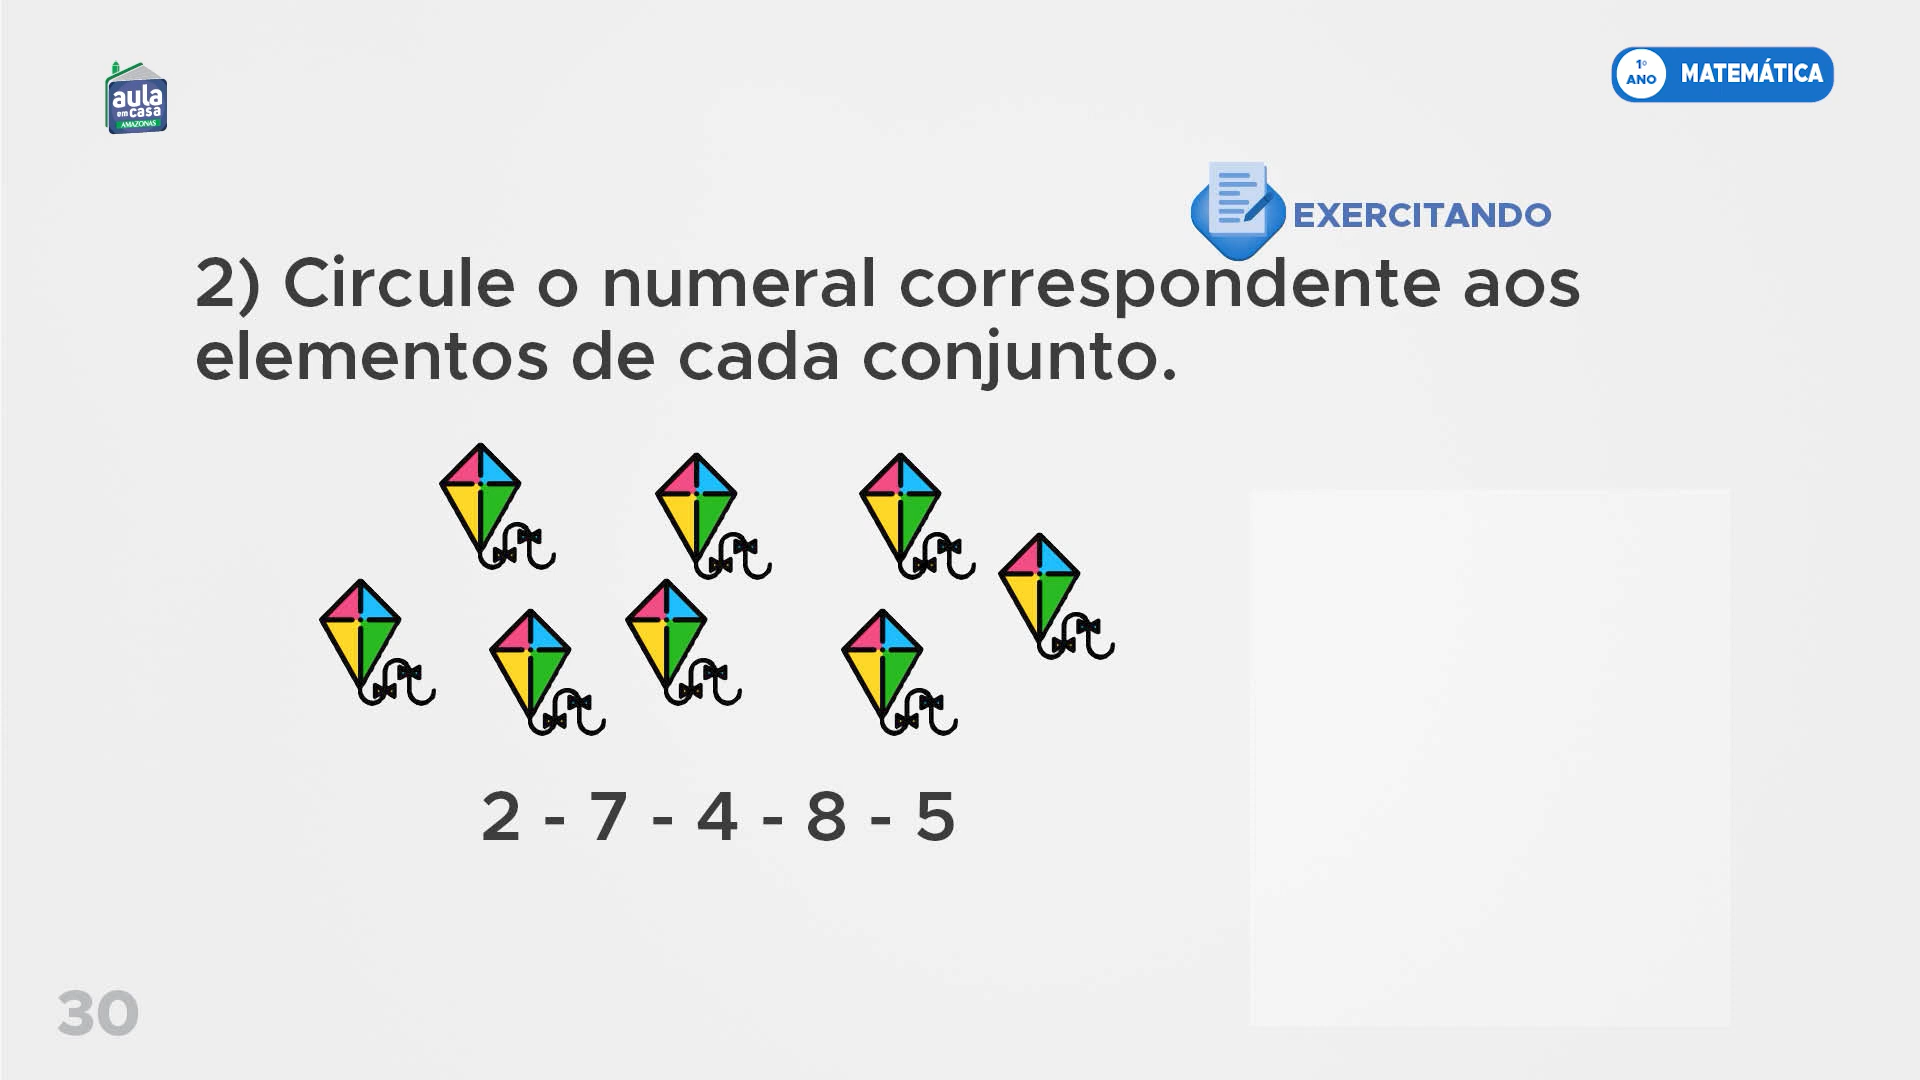 aula
em casa
AMAZONAS
1º
ANO
MATEMÁTICA
EXERCITANDO
2) Circule o numeral correspondente aos
elementos de cada conjunto.
2 - 7 - 4 - 8 - 5
30